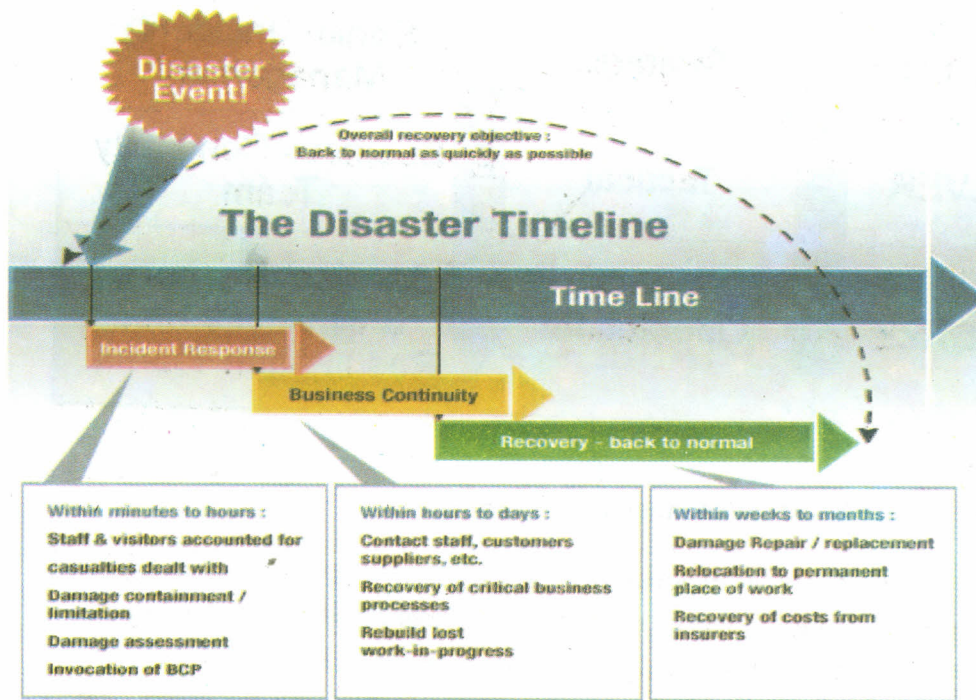 Disaster
Event!
Overall recovery objective :
Back to normal as quickly as possible
The Disaster Timeline
Time Line
Incident Response
Business Continuity
Recovery - back to normal
Within minutes to hours :
Staff & visitors accounted for
casualties dealt with
Damage containment /
limitation
Damage assessment
Invocation of BCP
Within hours to days :
Contact staff, customers
suppliers, etc.
Recovery of critical business
processes
Rebuild lost
work-in-progress
Within weeks to months :
Damage Repair / replacement
Relocation to permanent
place of work
Recovery of costs from
insurers